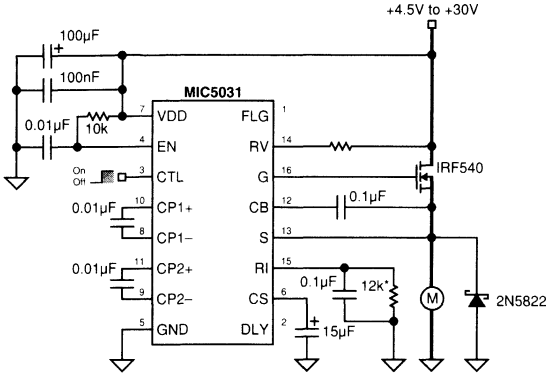 +4.5V to +30V
100µF
+
100nF
MIC5031
0.01µF
10k
7 VDD
FLG 1
4 EN
RV 14
IRF540
On
Off
3 CTL
G 16
0.01µF
10 CP1+
CB 12
0.1µF
8 CP1–
S 13
0.01µF
11 CP2+
RI 15
0.1µF
12k*
M
2N5822
9 CP2–
CS 6
+
15µF
5 GND
DLY 2